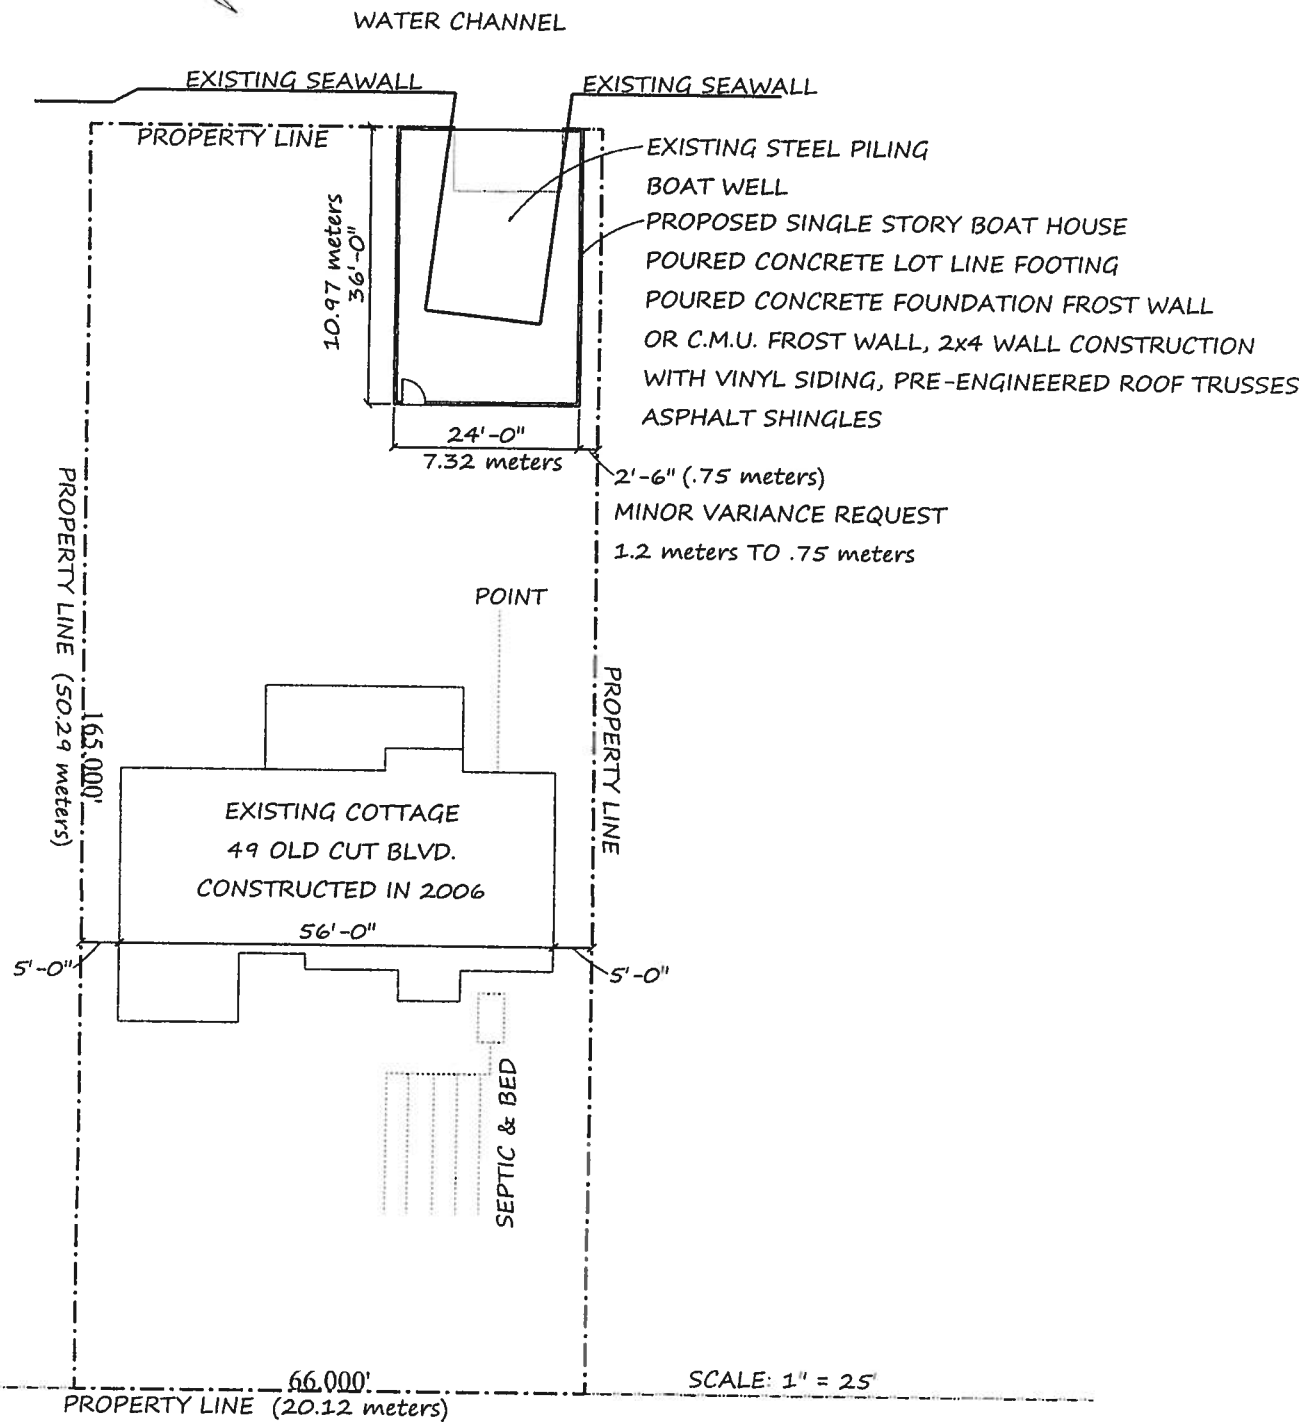 WATER CHANNEL
EXISTING SEAWALL
EXISTING SEAWALL
PROPERTY LINE
EXISTING STEEL PILING
BOAT WELL
PROPOSED SINGLE STORY BOAT HOUSE
POURED CONCRETE LOT LINE FOOTING
POURED CONCRETE FOUNDATION FROST WALL
OR C.M.U. FROST WALL, 2x4 WALL CONSTRUCTION
WITH VINYL SIDING, PRE-ENGINEERED ROOF TRUSSES
ASPHALT SHINGLES
10.97 meters
36'-0"
24'-0"
7.32 meters
2'-6" (.75 meters)
MINOR VARIANCE REQUEST
1.2 meters TO .75 meters
POINT
PROPERTY LINE (50.29 meters)
165.000'
PROPERTY LINE
EXISTING COTTAGE
49 OLD CUT BLVD.
CONSTRUCTED IN 2006
56'-0"
5'-0"
5'-0"
SEPTIC & BED
66.000'
PROPERTY LINE (20.12 meters)
SCALE: 1" = 25'